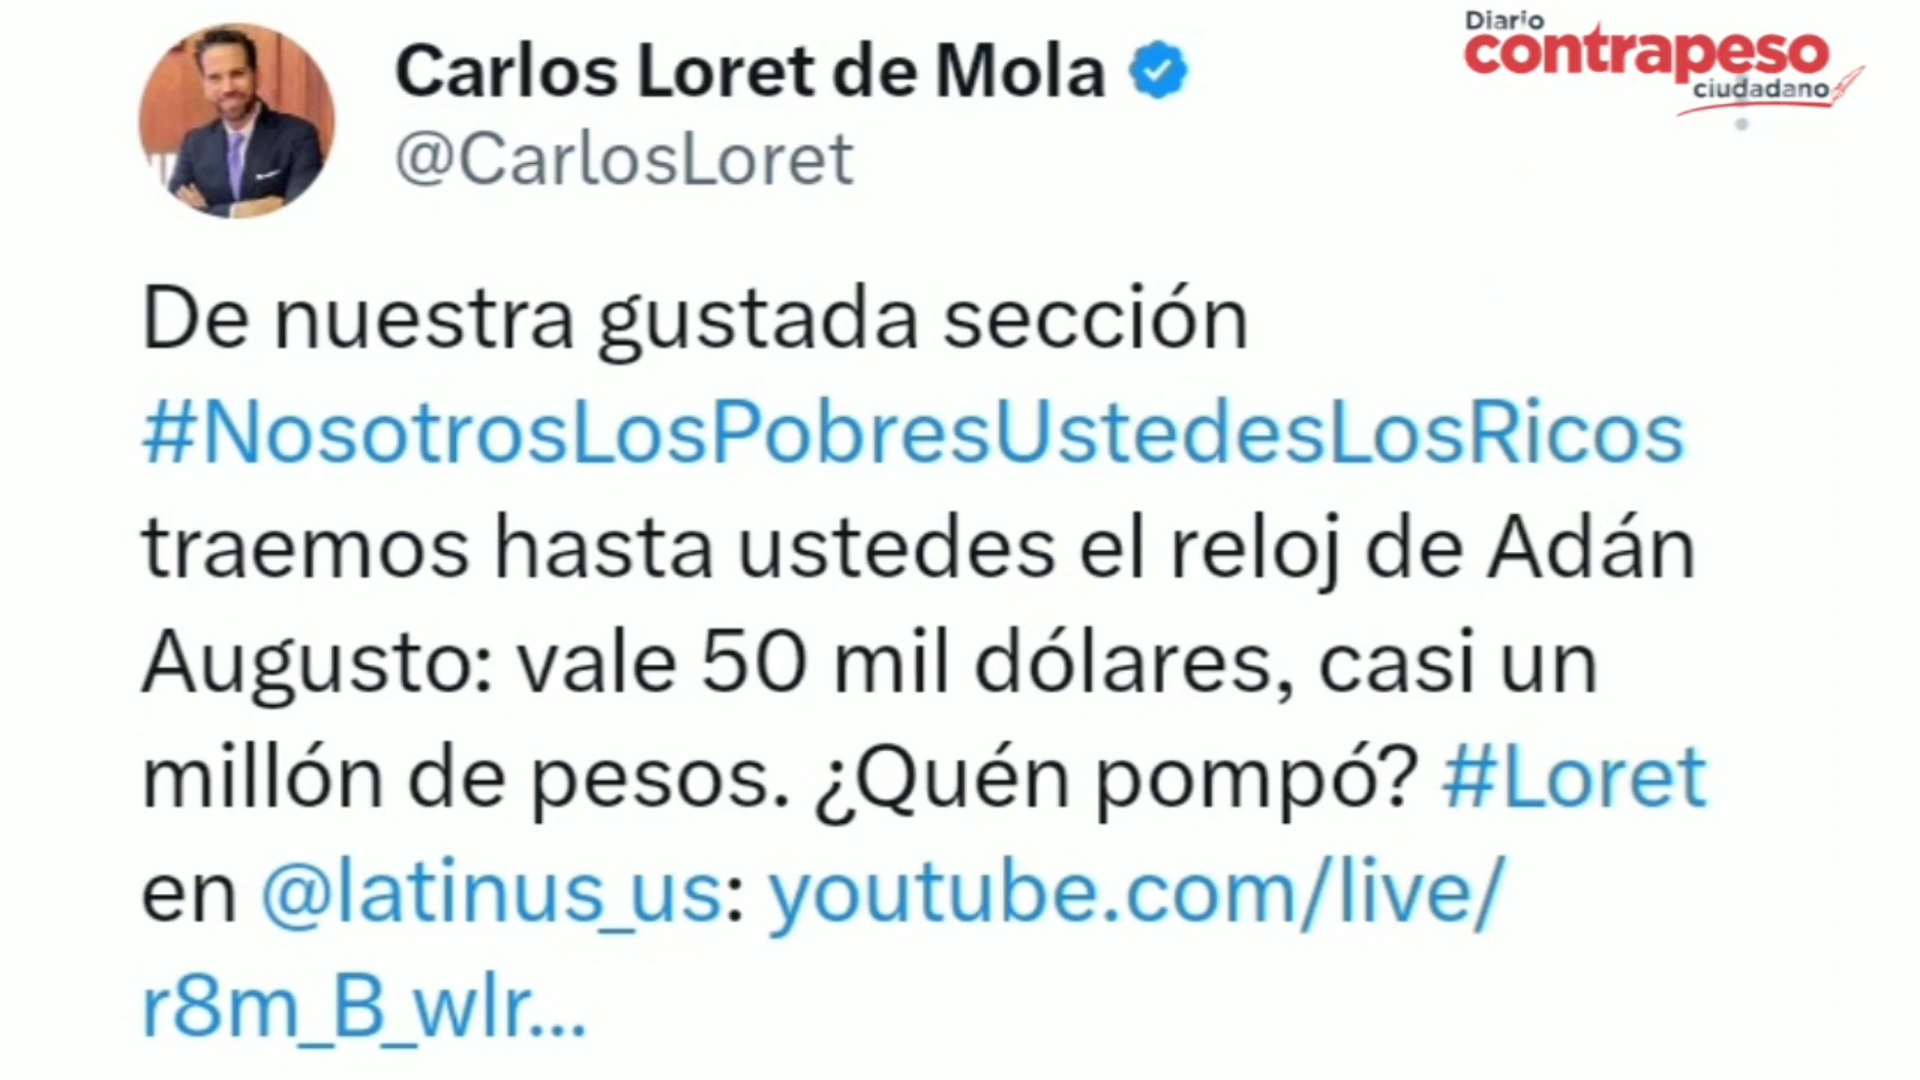 Carlos Loret de Mola
@CarlosLoret
Diario
contrapeso
ciudadano
De nuestra gustada sección
#NosotrosLosPobresUstedesLosRicos
traemos hasta ustedes el reloj de Adán
Augusto: vale 50 mil dólares, casi un
millón de pesos. ¿Quén pompó? #Loret
en @latinus_us: youtube.com/live/
r8m_B_wlr...